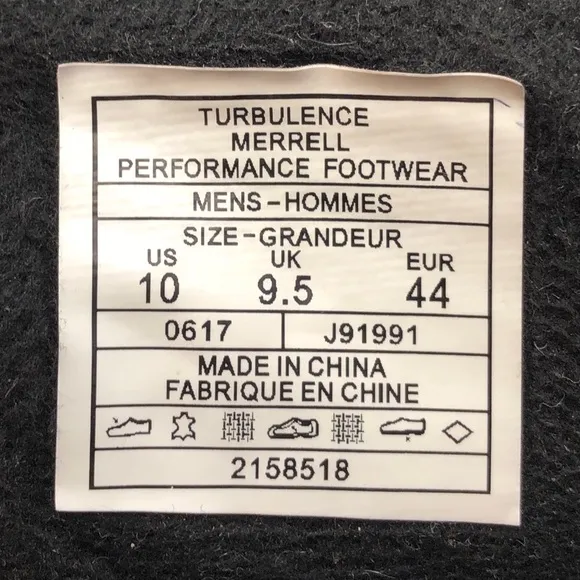 TURBULENCE
MERRELL
PERFORMANCE FOOTWEAR
MENS-HOMMES
SIZE-GRANDEUR
US UK EUR
10 9.5 44
0617 J91991
MADE IN CHINA
FABRIQUE EN CHINE
2158518